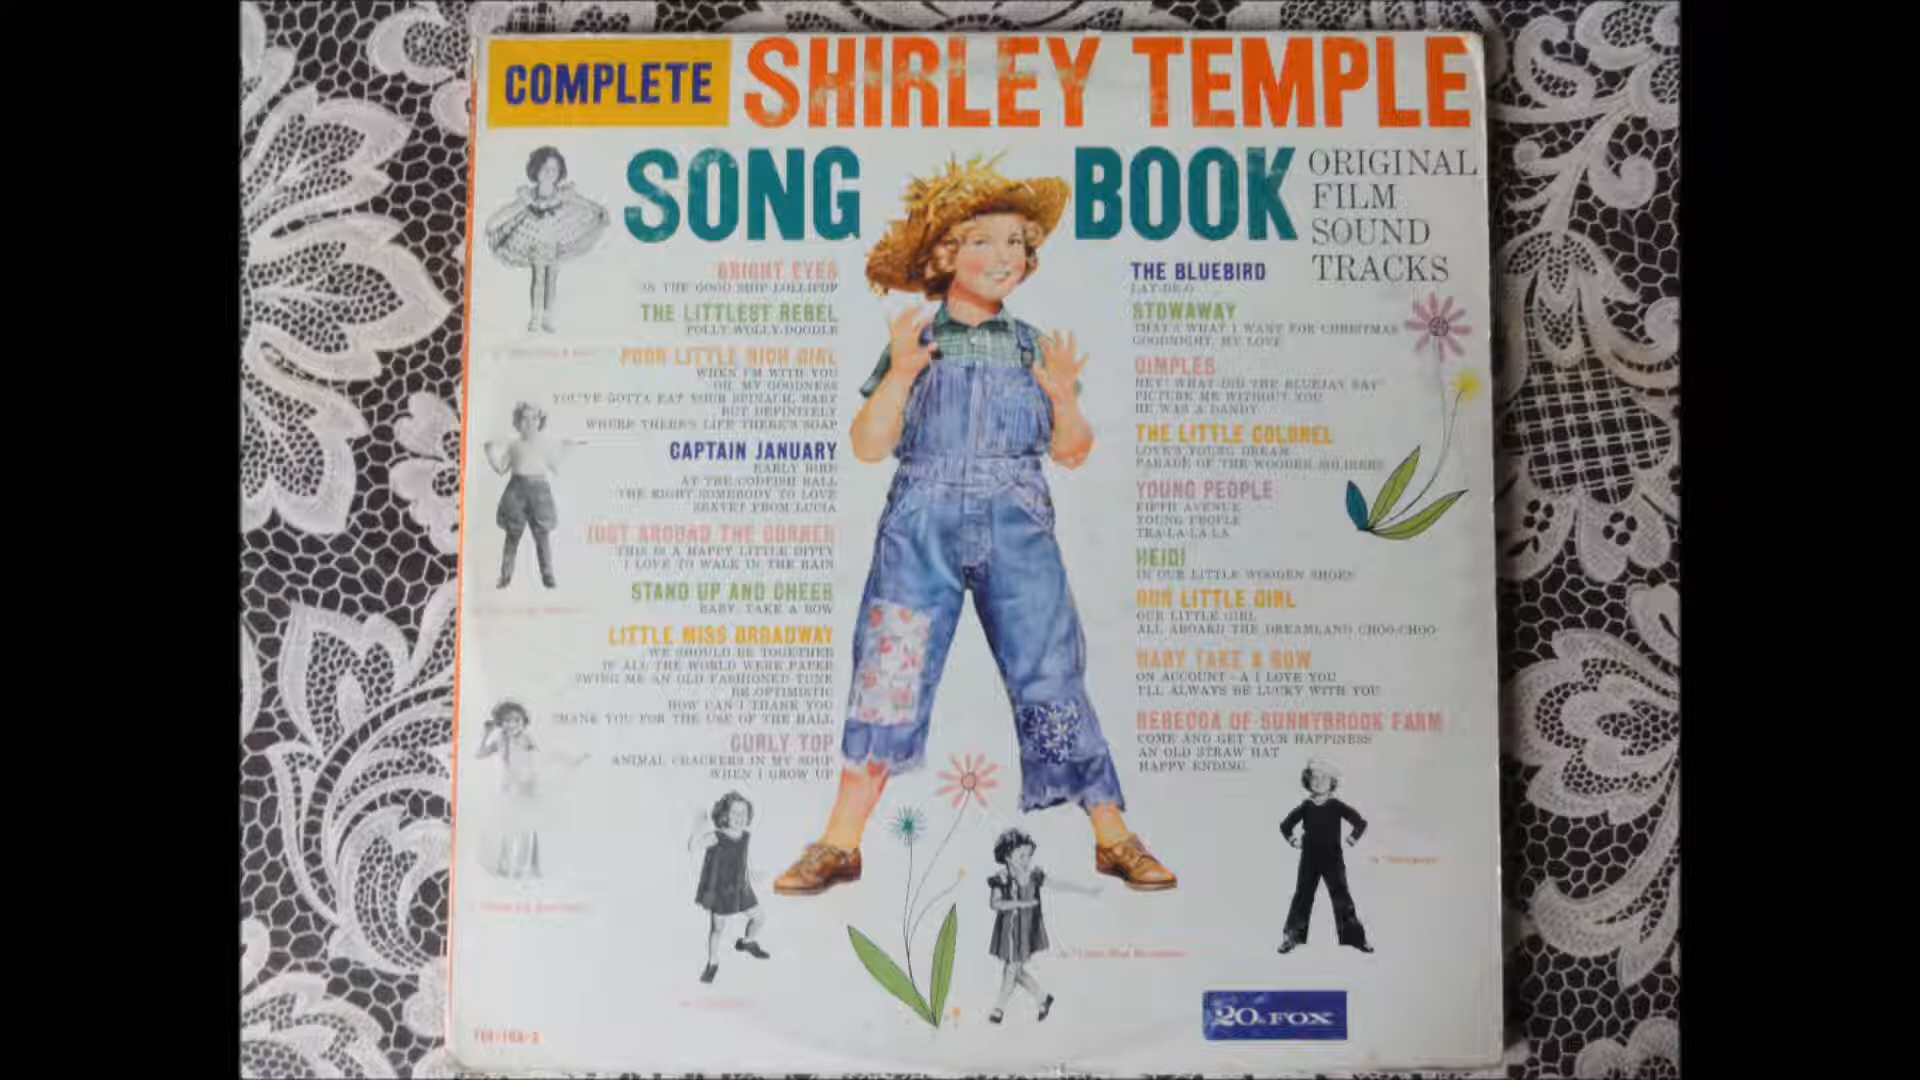 COMPLETE SHIRLEY TEMPLE
SONG BOOK
ORIGINAL
FILM
SOUND
TRACKS
BRIGHT EYES
ON THE GOOD SHIP LOLLIPOP
THE LITTLEST REBEL
POLLY-WOLLY-DOODLE
POOR LITTLE RICH GIRL
WHEN I'M WITH YOU
OH, MY GOODNESS
YOU'VE GOTTA EAT YOUR SPINACH, BABY
BUT DEFINITELY
WHERE THERE'S LIFE THERE'S SOAP
CAPTAIN JANUARY
EARLY BIRD
AT THE CODFISH BALL
THE RIGHT SOMEBODY TO LOVE
SEXTET FROM LUCIA
JUST AROUND THE CORNER
THIS IS A HAPPY LITTLE DITTY
I LOVE TO WALK IN THE RAIN
STAND UP AND CHEER
BABY, TAKE A BOW
LITTLE MISS BROADWAY
WE SHOULD BE TOGETHER
IF ALL THE WORLD WERE PAPER
SWING ME AN OLD FASHIONED TUNE
BE OPTIMISTIC
HOW CAN I THANK YOU
THANK YOU FOR THE USE OF THE HALL
CURLY TOP
ANIMAL CRACKERS IN MY SOUP
WHEN I GROW UP
THE BLUEBIRD
LAY-DE-O
STOWAWAY
THAT'S WHAT I WANT FOR CHRISTMAS
GOODNIGHT, MY LOVE
DIMPLES
HEY! WHAT DID THE BLUEJAY SAY
PICTURE ME WITHOUT YOU
HE WAS A DANDY
THE LITTLE COLONEL
LOVE'S YOUNG DREAM
PARADE OF THE WOODEN SOLDIERS
YOUNG PEOPLE
FIFTH AVENUE
YOUNG PEOPLE
TRA-LA-LA-LA
HEIDI
IN OUR LITTLE WOODEN SHOES
OUR LITTLE GIRL
OUR LITTLE GIRL
ALL ABOARD THE DREAMLAND CHOO-CHOO
BABY TAKE A BOW
ON ACCOUNT-A I LOVE YOU
I'LL ALWAYS BE LUCKY WITH YOU
REBECCA OF SUNNYBROOK FARM
COME AND GET YOUR HAPPINESS
AN OLD STRAW HAT
HAPPY ENDING
In "Stowaway"
20th FOX